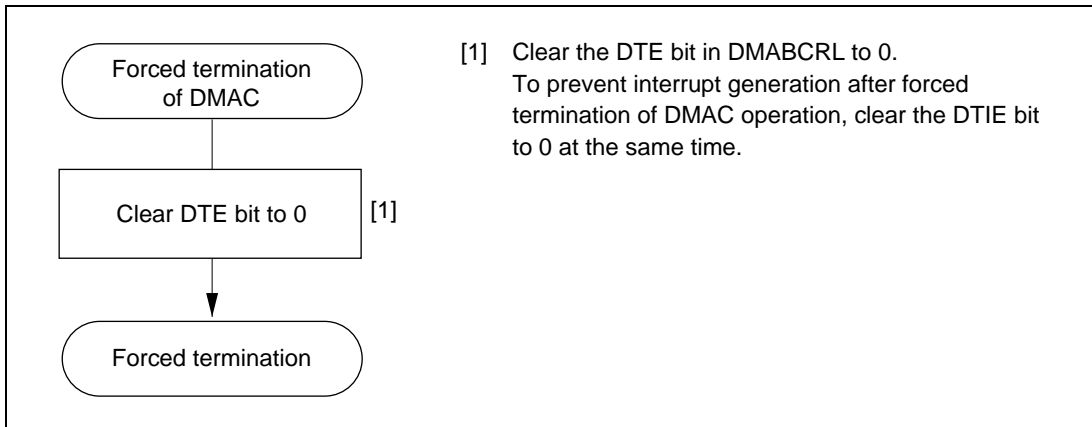 Forced termination
of DMAC
Clear DTE bit to 0
[1]
Forced termination
[1] Clear the DTE bit in DMABCRL to 0.
To prevent interrupt generation after forced
termination of DMAC operation, clear the DTIE bit
to 0 at the same time.